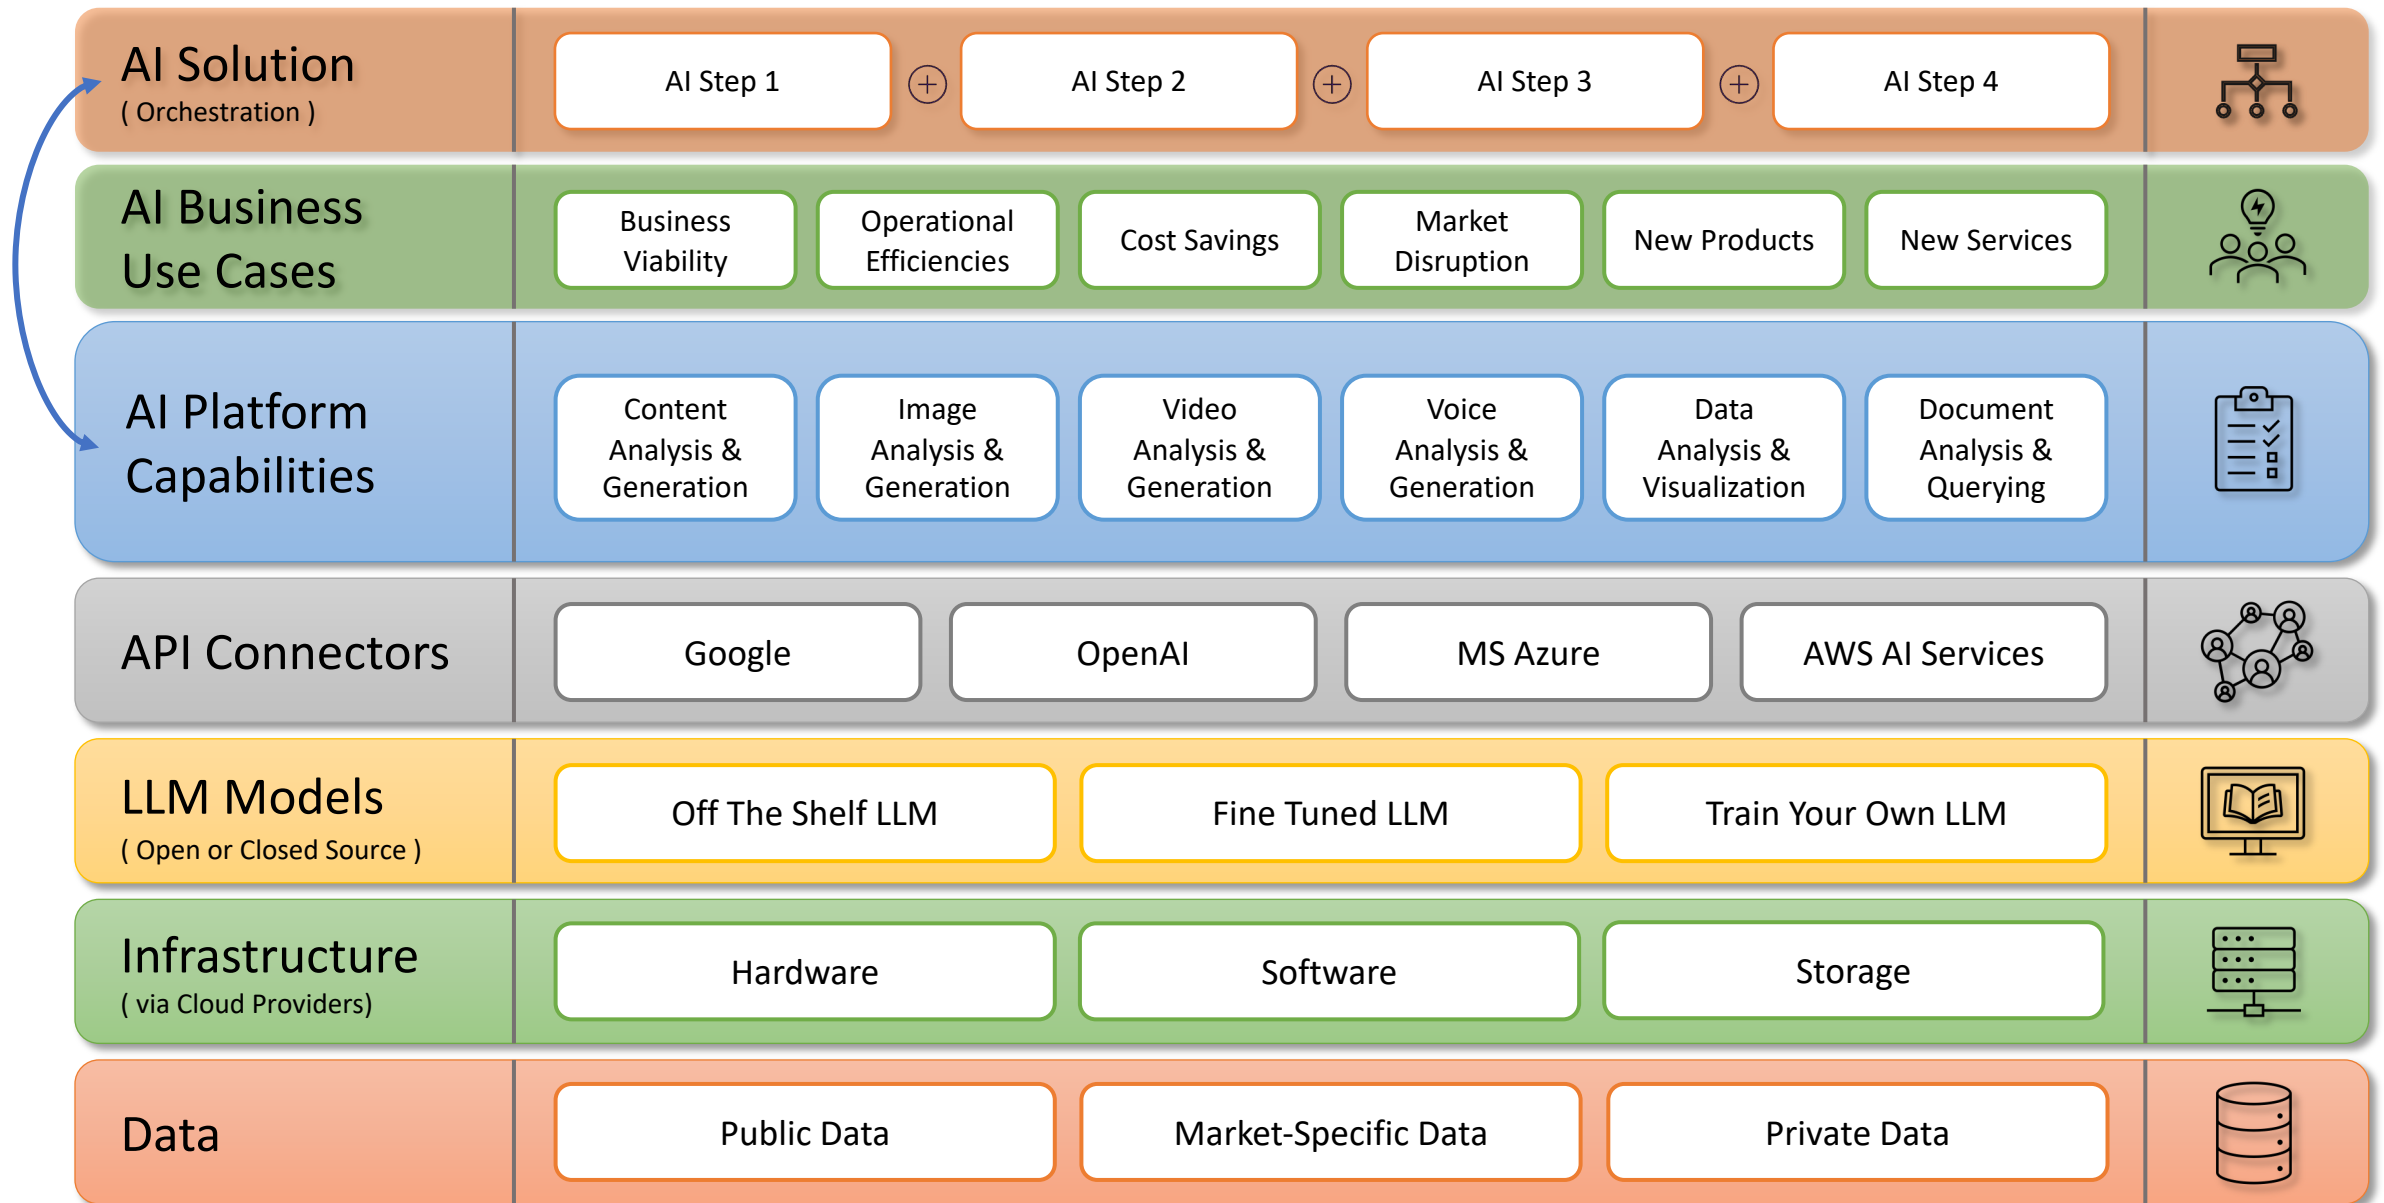 AI Solution
( Orchestration )
AI Step 1
AI Step 2
AI Step 3
AI Step 4
AI Business
Use Cases
Business
Viability
Operational
Efficiencies
Cost Savings
Market
Disruption
New Products
New Services
AI Platform
Capabilities
Content
Analysis &
Generation
Image
Analysis &
Generation
Video
Analysis &
Generation
Voice
Analysis &
Generation
Data
Analysis &
Visualization
Document
Analysis &
Querying
API Connectors
Google
OpenAI
MS Azure
AWS AI Services
LLM Models
( Open or Closed Source )
Off The Shelf LLM
Fine Tuned LLM
Train Your Own LLM
Infrastructure
( via Cloud Providers)
Hardware
Software
Storage
Data
Public Data
Market-Specific Data
Private Data